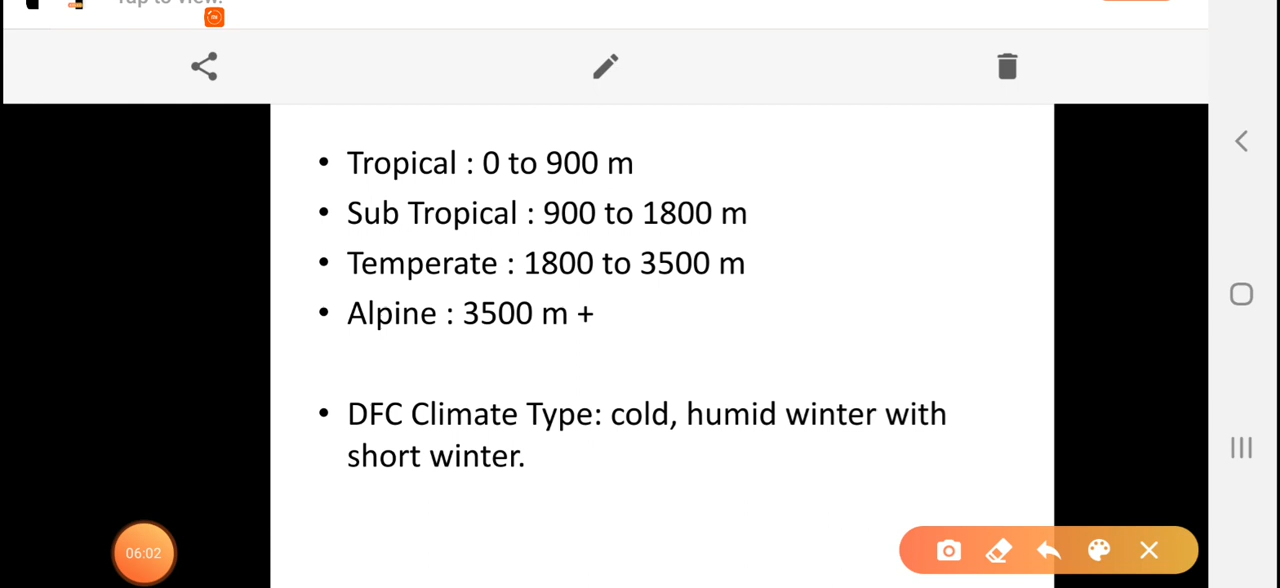 • Tropical : 0 to 900 m
• Sub Tropical : 900 to 1800 m
• Temperate : 1800 to 3500 m
• Alpine : 3500 m +
• DFC Climate Type: cold, humid winter with
short winter.
06:02